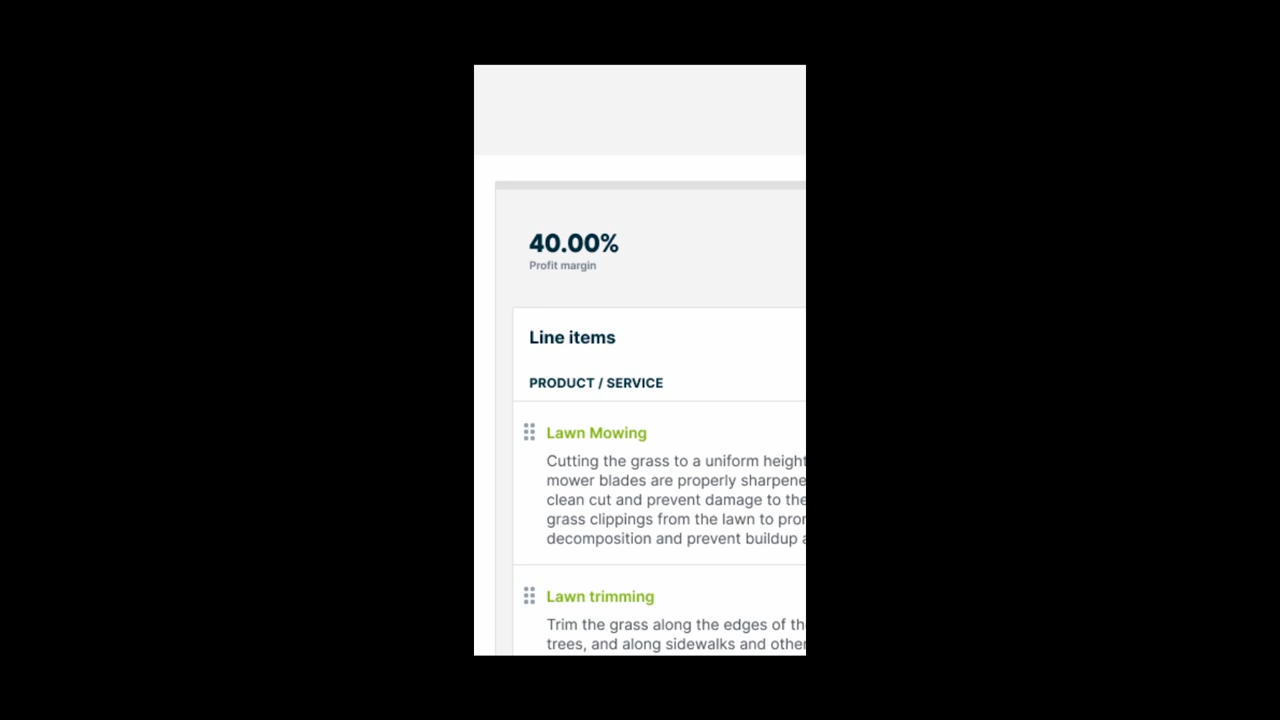 40.00%
Profit margin
Line items
PRODUCT / SERVICE
Lawn Mowing
Cutting the grass to a uniform height
mower blades are properly sharpene
clean cut and prevent damage to the
grass clippings from the lawn to
decomposition and prevent buildup
Lawn trimming
Trim the grass along the edges of
trees, and along sidewalks and other